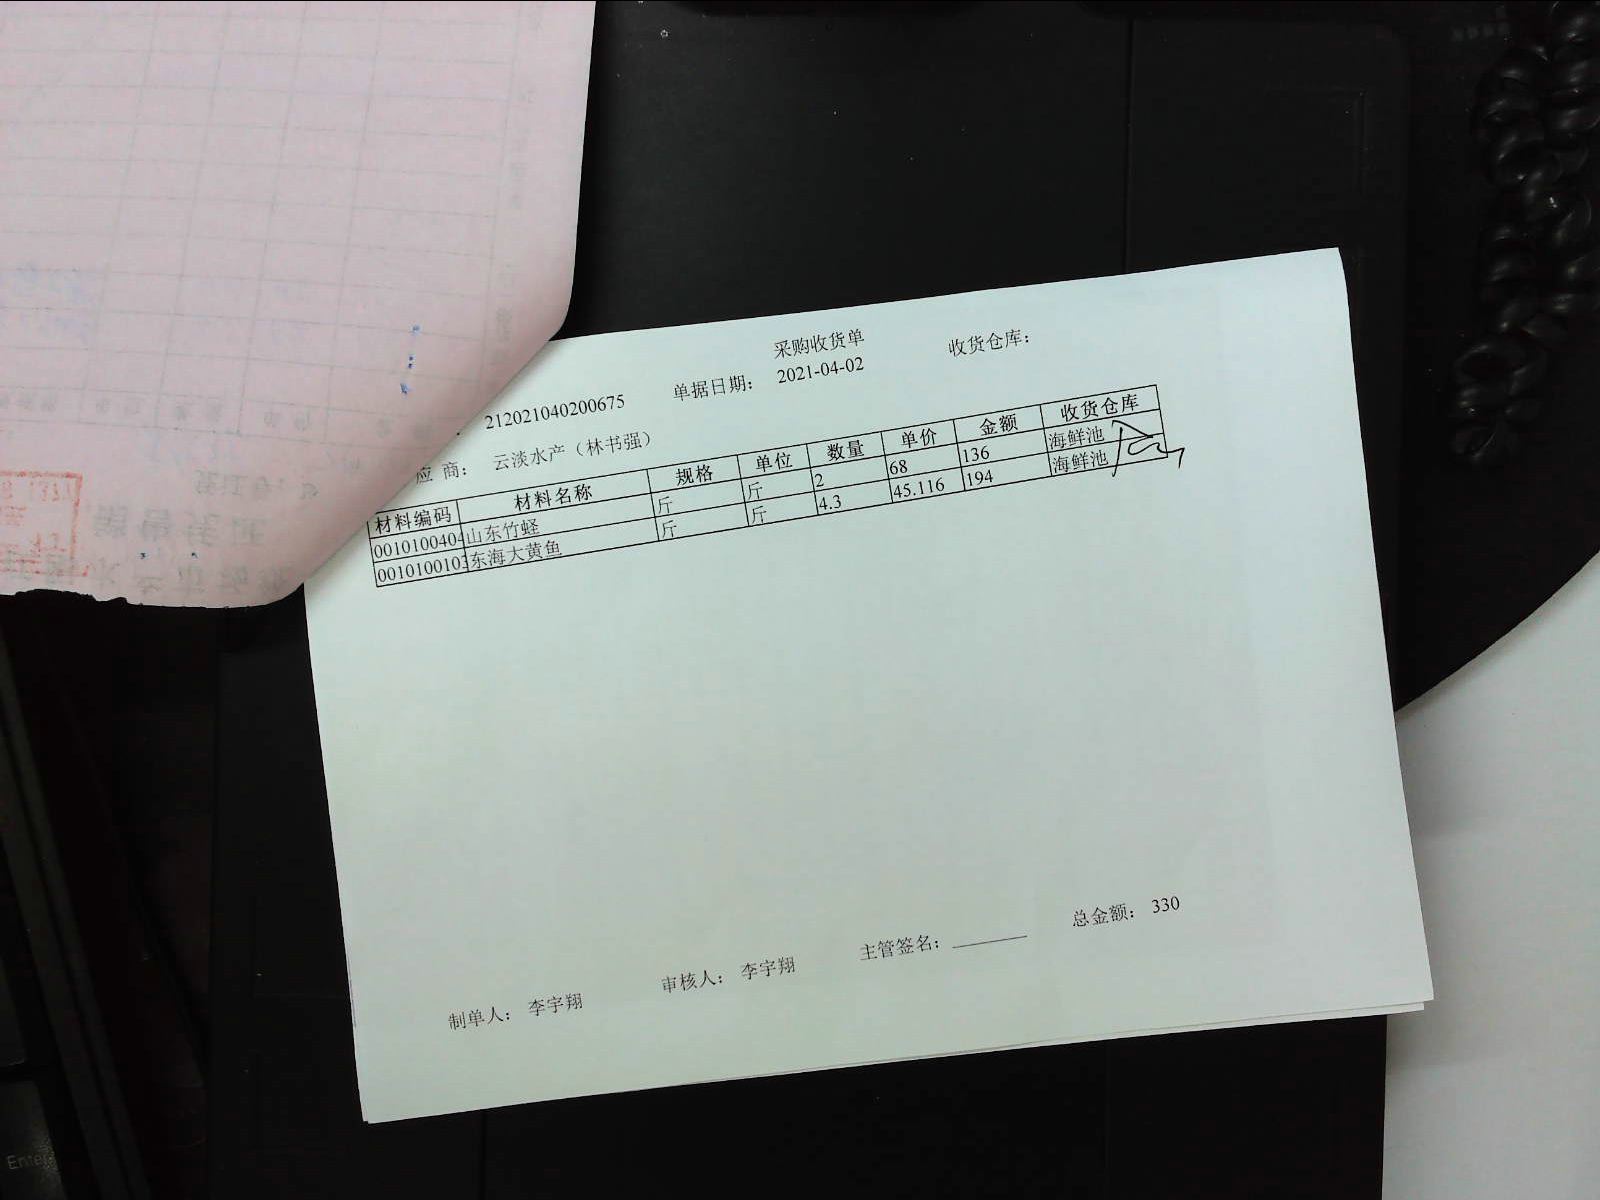 采购收货单
收货仓库：
212021040200675 单据日期： 2021-04-02
应 商： 云淡水产（林书强）
材料编码 材料名称 规格 单位 数量 单价 金额 收货仓库
0010100404 山东竹蛏 斤 斤 2 68 136 海鲜池
0010100103 东海大黄鱼 斤 斤 4.3 45.116 194 海鲜池
制单人： 李宇翔 审核人： 李宇翔 主管签名： 总金额： 330
Enter